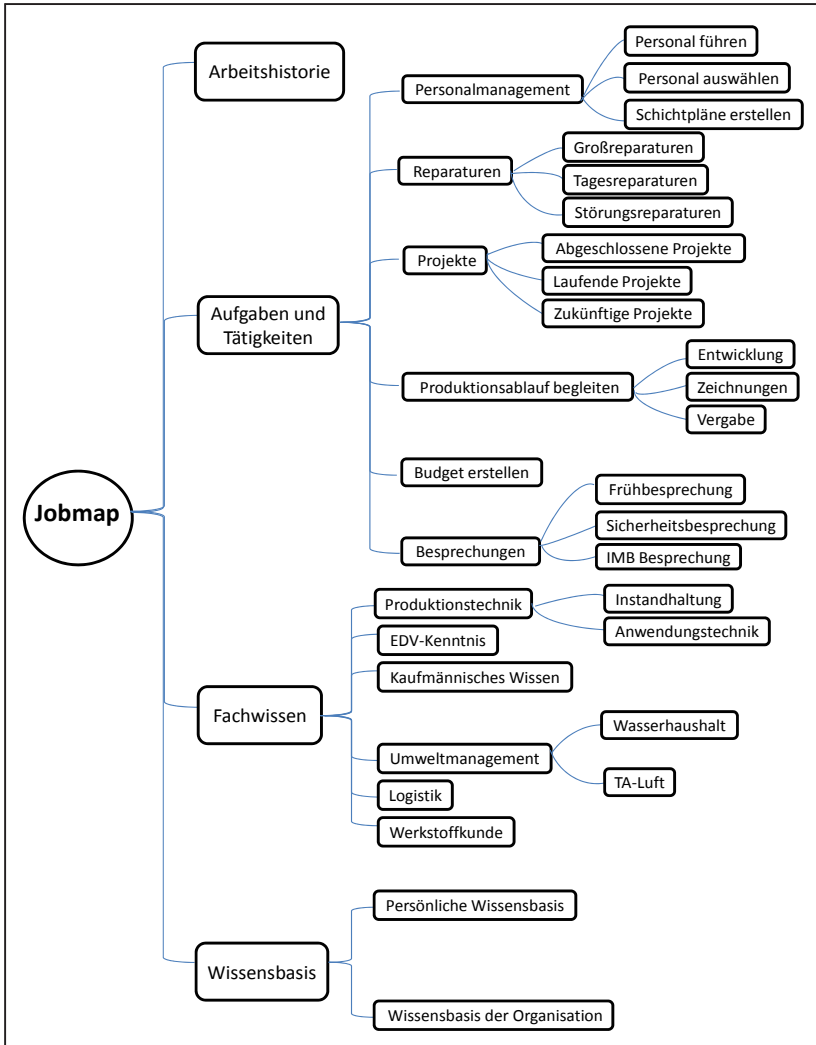 Jobmap
Arbeitshistorie
Aufgaben und
Tätigkeiten
Personalmanagement
Personal führen
Personal auswählen
Schichtpläne erstellen
Reparaturen
Großreparaturen
Tagesreparaturen
Störungsreparaturen
Projekte
Abgeschlossene Projekte
Laufende Projekte
Zukünftige Projekte
Produktionsablauf begleiten
Entwicklung
Zeichnungen
Vergabe
Budget erstellen
Besprechungen
Frühbesprechung
Sicherheitsbesprechung
IMB Besprechung
Fachwissen
Produktionstechnik
Instandhaltung
Anwendungstechnik
EDV-Kenntnis
Kaufmännisches Wissen
Umweltmanagement
Wasserhaushalt
TA-Luft
Logistik
Werkstoffkunde
Wissensbasis
Persönliche Wissensbasis
Wissensbasis der Organisation